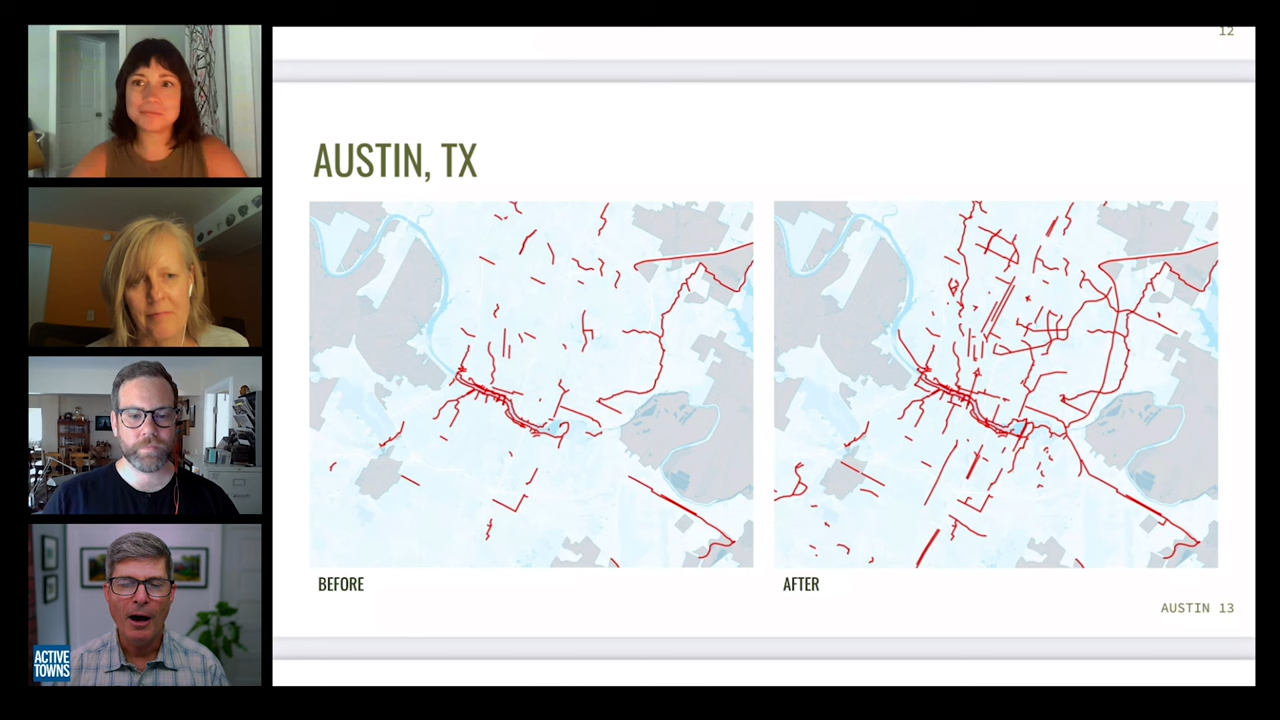 12
AUSTIN, TX
BEFORE
AFTER
AUSTIN 13
ACTIVE
TOWNS